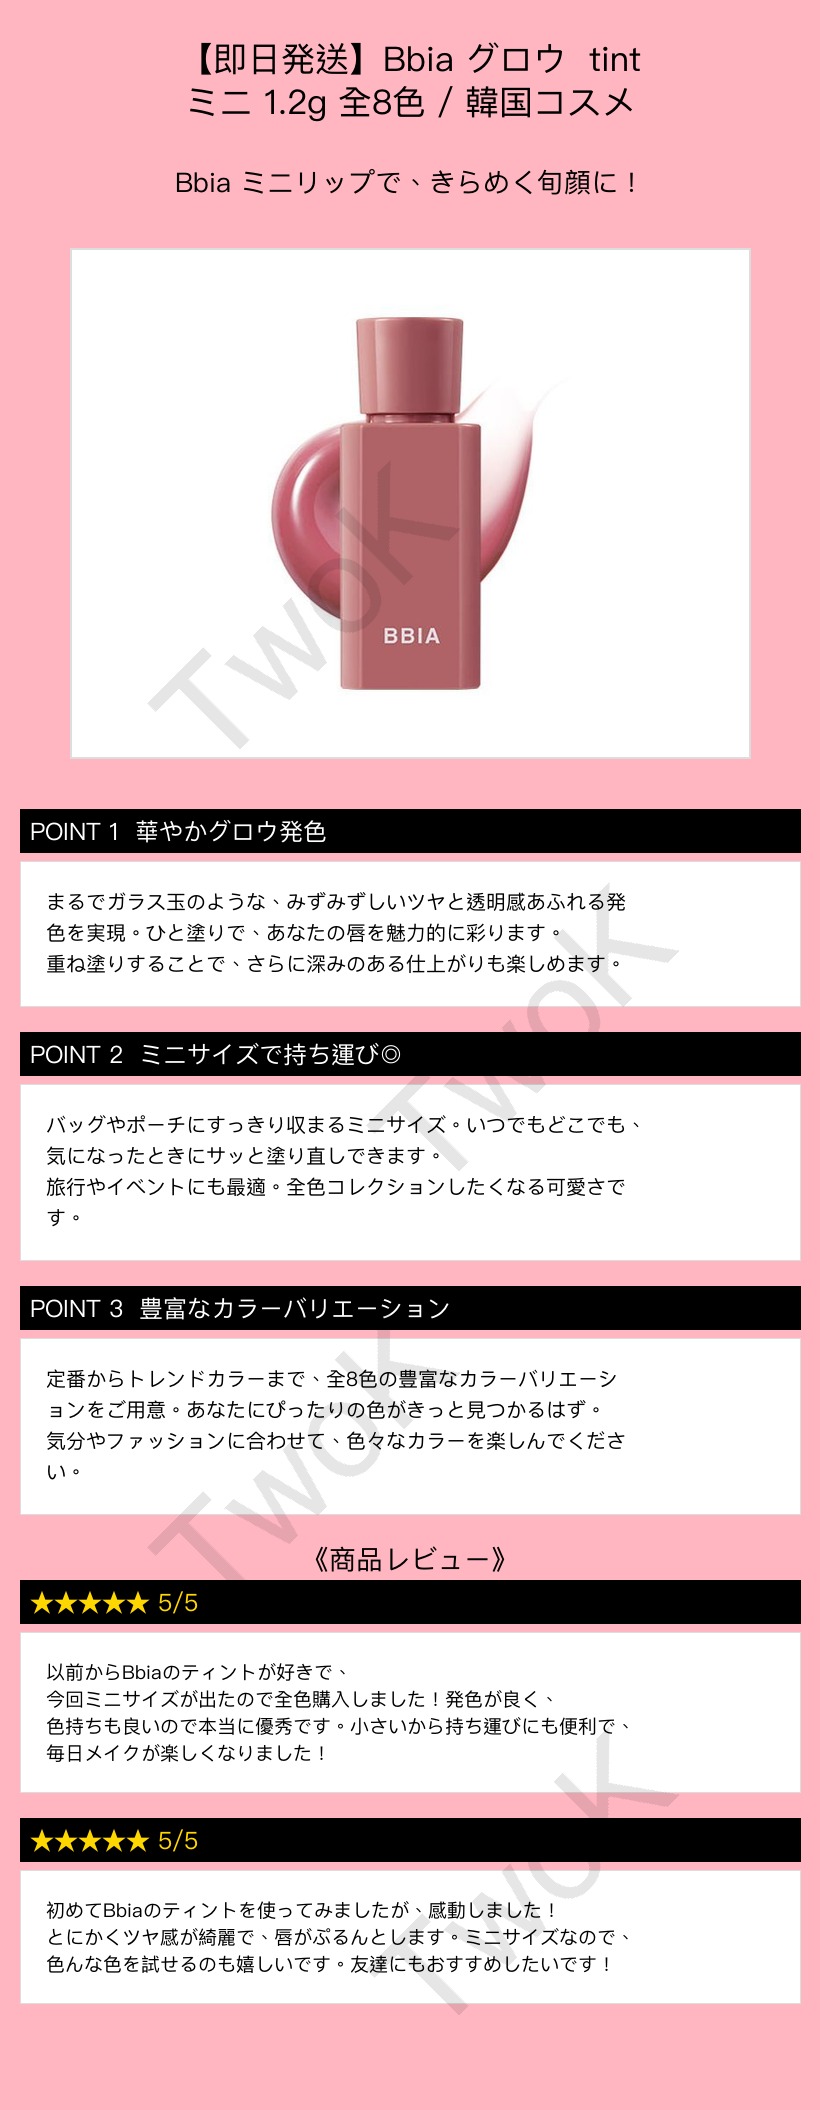 【即日発送】Bbia グロウ tint
ミニ 1.2g 全8色 / 韓国コスメ
Bbia ミニリップで、きらめく旬顔に！
BBIA
TwoK
POINT 1 華やかグロウ発色
まるでガラス玉のような、みずみずしいツヤと透明感あふれる発
色を実現。ひと塗りで、あなたの唇を魅力的に彩ります。
重ね塗りすることで、さらに深みのある仕上がりも楽しめます。
TwoK
POINT 2 ミニサイズで持ち運び◎
バッグやポーチにすっきり収まるミニサイズ。いつでもどこでも、
気になったときにサッと塗り直しできます。
旅行やイベントにも最適。全色コレクションしたくなる可愛さで
す。
POINT 3 豊富なカラーバリエーション
定番からトレンドカラーまで、全8色の豊富なカラーバリエーシ
ョンをご用意。あなたにぴったりの色がきっと見つかるはず。
気分やファッションに合わせて、色々なカラーを楽しんでくださ
い。
TwoK
《商品レビュー》
★★★★★ 5/5
以前からBbiaのティントが好きで、
今回ミニサイズが出たので全色購入しました！発色が良く、
色持ちも良いので本当に優秀です。小さいから持ち運びにも便利で、
毎日メイクが楽しくなりました！
TwoK
★★★★★ 5/5
初めてBbiaのティントを使ってみましたが、感動しました！
とにかくツヤ感が綺麗で、唇がぷるんとします。ミニサイズなので、
色んな色を試せるのも嬉しいです。友達にもおすすめしたいです！